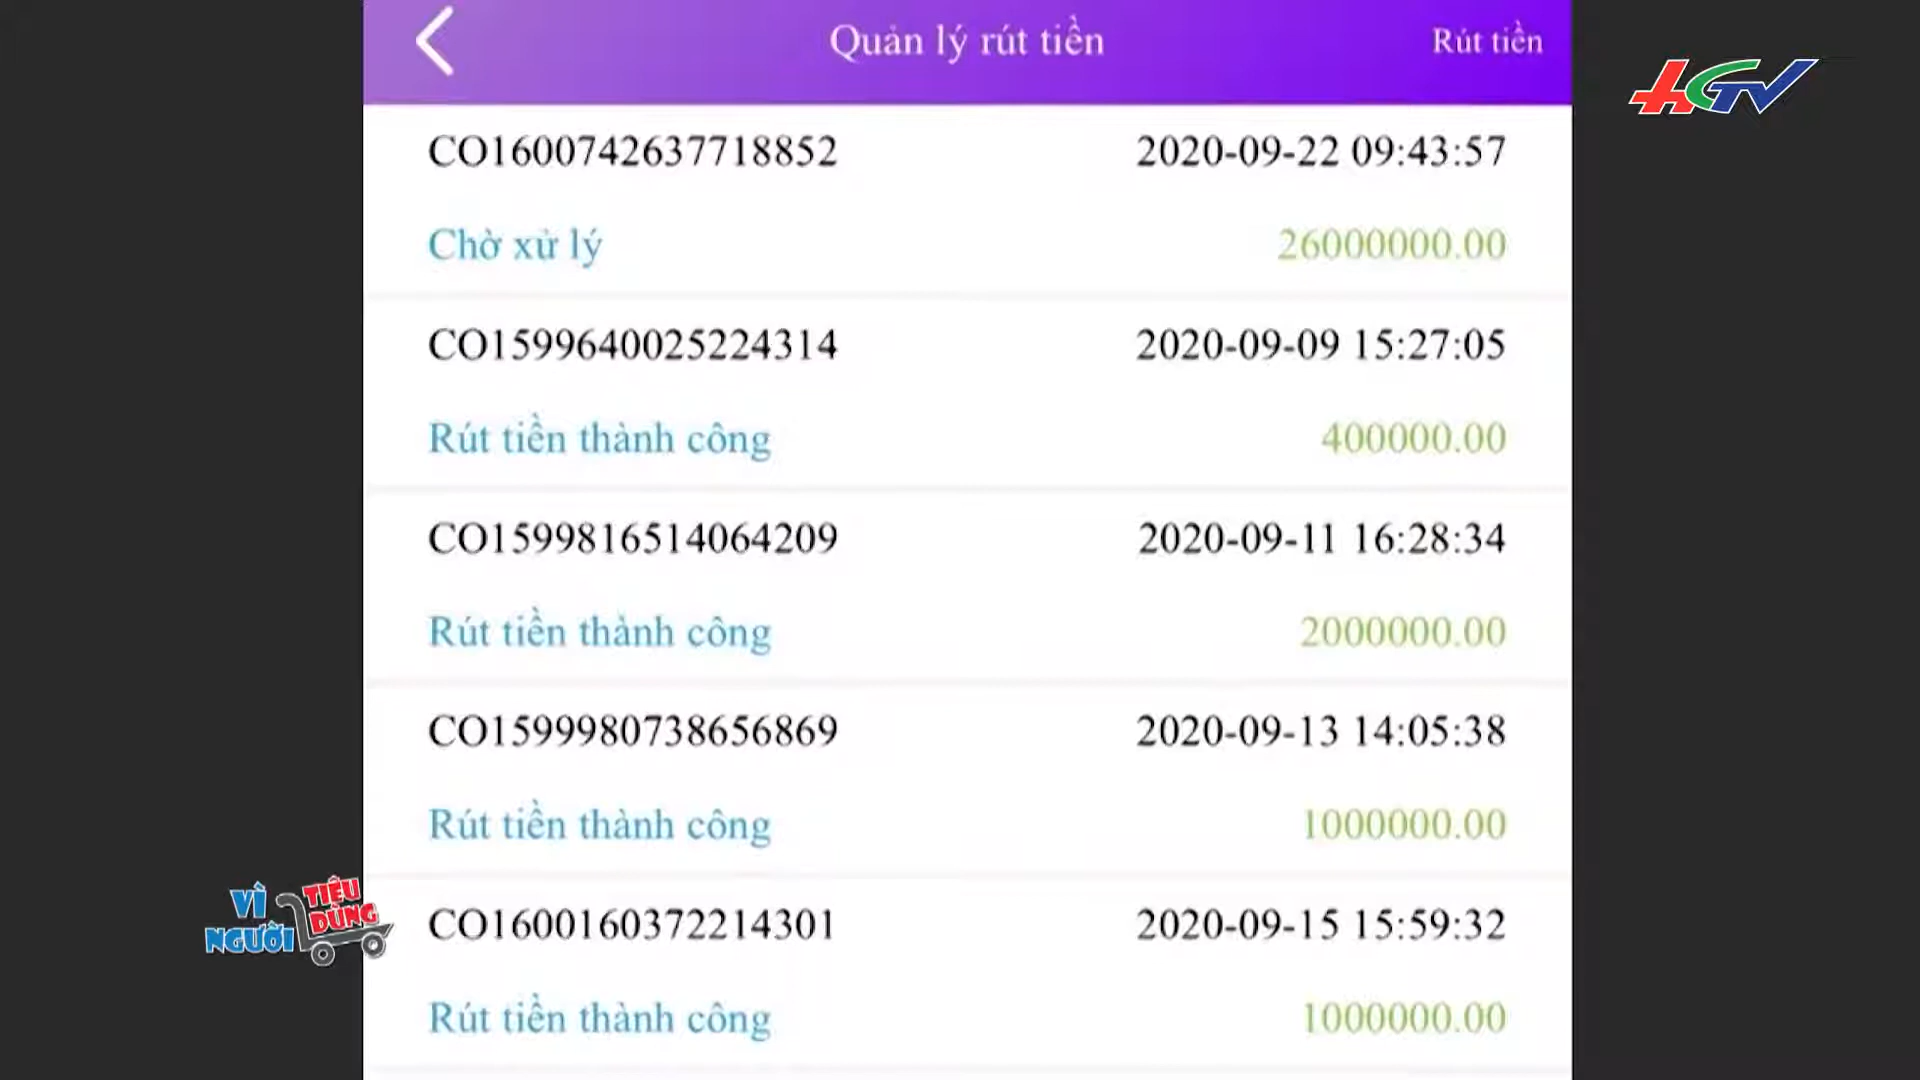 Quản lý rút tiền
Rút tiền
HGTV
CO1600742637718852
2020-09-22 09:43:57
Chờ xử lý
26000000.00
CO1599640025224314
2020-09-09 15:27:05
Rút tiền thành công
400000.00
CO1599816514064209
2020-09-11 16:28:34
Rút tiền thành công
2000000.00
CO1599980738656869
2020-09-13 14:05:38
Rút tiền thành công
1000000.00
VÌ
NGƯỜI
TIÊU
DÙNG
CO1600160372214301
2020-09-15 15:59:32
Rút tiền thành công
1000000.00